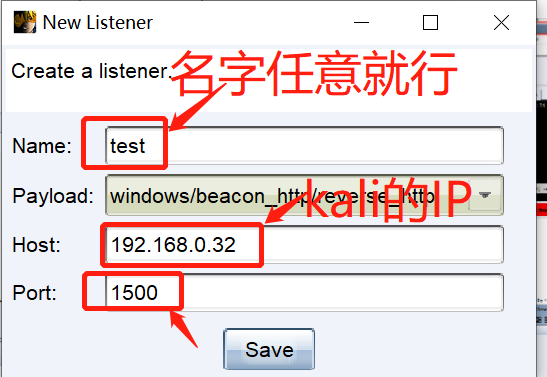 New Listener
Create a listener.
名字任意就行
Name: test
Payload: windows/beacon_http/reverse_http
kali的IP
Host: 192.168.0.32
Port: 1500
Save